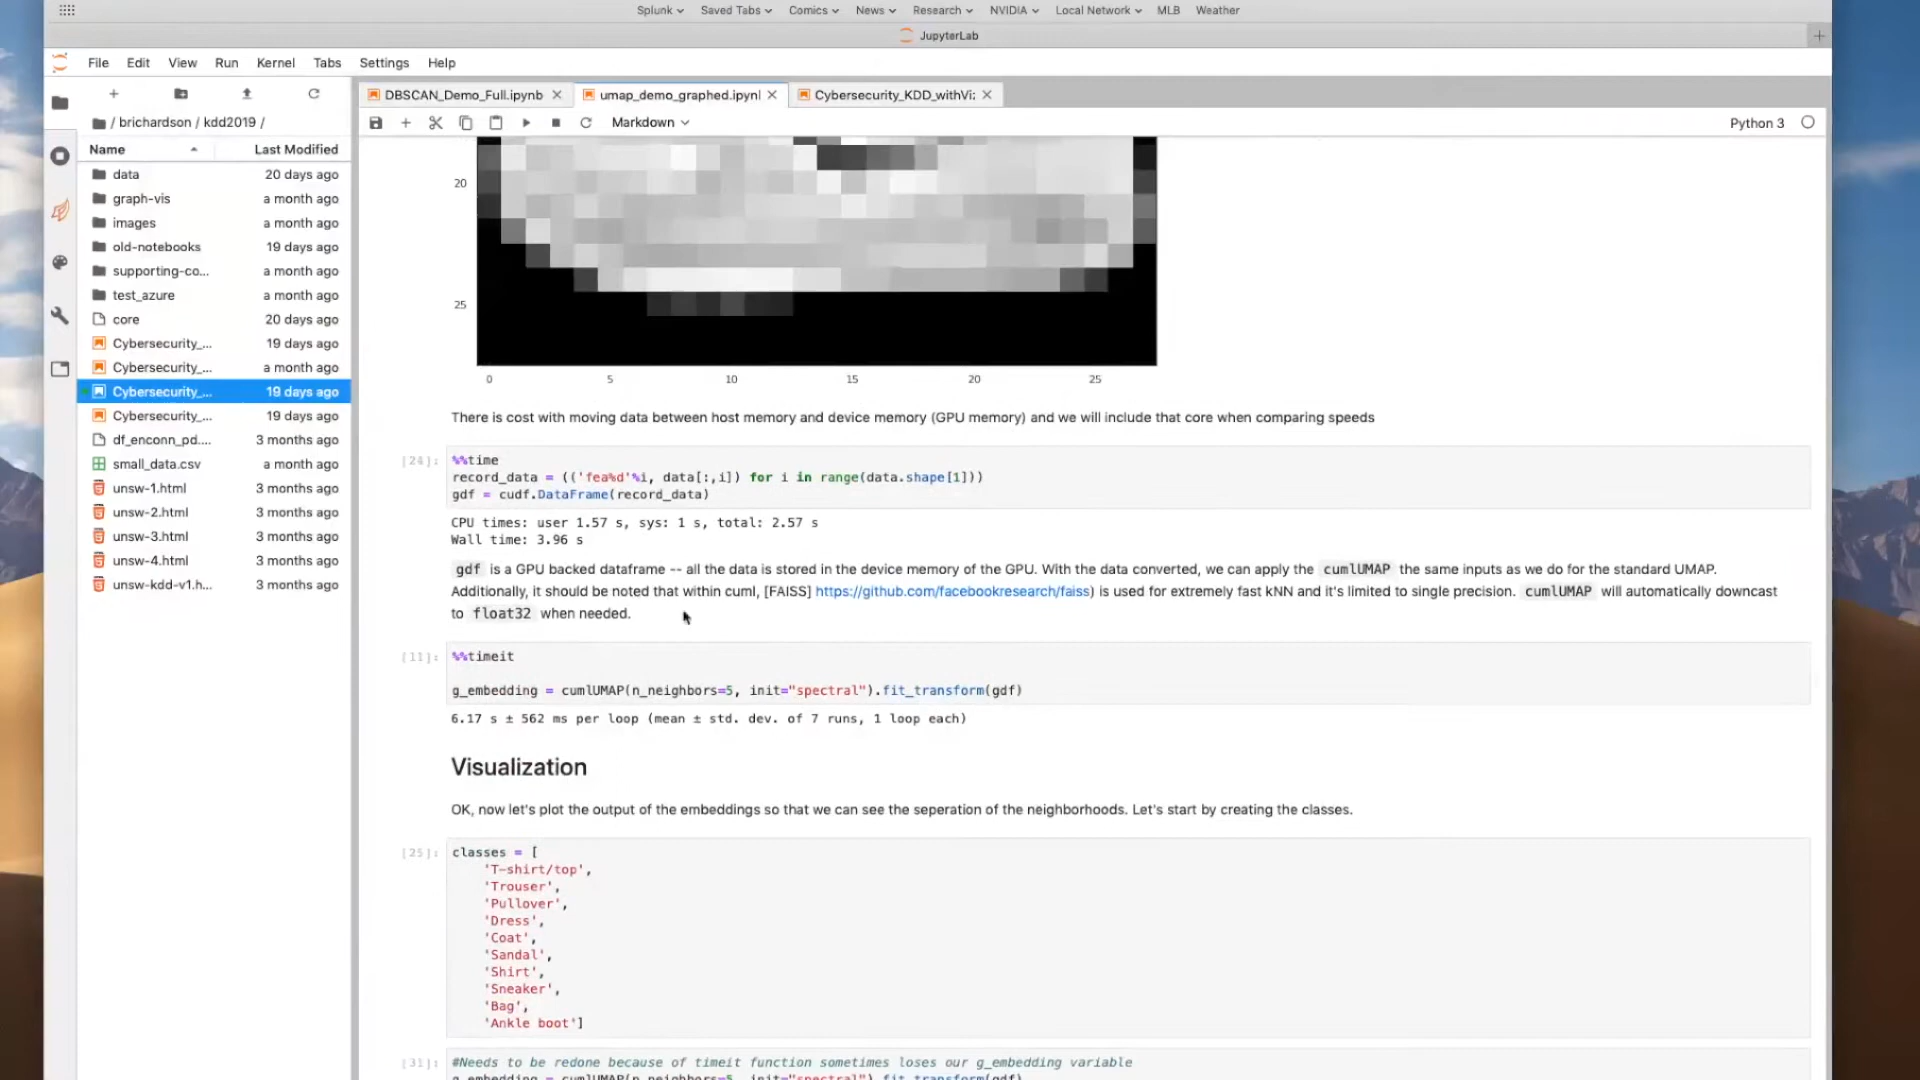 Splunk Saved Tabs Comics News Research NVIDIA Local Network MLB Weather
JupyterLab
File Edit View Run Kernel Tabs Settings Help
DBSCAN_Demo_Full.ipynb umap_demo_graphed.ipynl Cybersecurity_KDD_withVi:
/ brichardson / kdd2019 /
Markdown
Python 3
Name Last Modified
data 20 days ago
graph-vis a month ago
images a month ago
old-notebooks 19 days ago
supporting-co... a month ago
test_azure a month ago
core 20 days ago
Cybersecurity_... 19 days ago
Cybersecurity_... a month ago
Cybersecurity_... 19 days ago
Cybersecurity_... 19 days ago
df_enconn_pd.... 3 months ago
small_data.csv a month ago
unsw-1.html 3 months ago
unsw-2.html 3 months ago
unsw-3.html 3 months ago
unsw-4.html 3 months ago
unsw-kdd-v1.h... 3 months ago
20
25
0 5 10 15 20 25
There is cost with moving data between host memory and device memory (GPU memory) and we will include that core when comparing speeds
[24]: %%time
record_data = (('fea%d'%i, data[:,i]) for i in range(data.shape[1]))
gdf = cudf.DataFrame(record_data)
CPU times: user 1.57 s, sys: 1 s, total: 2.57 s
Wall time: 3.96 s
gdf is a GPU backed dataframe -- all the data is stored in the device memory of the GPU. With the data converted, we can apply the cumlUMAP the same inputs as we do for the standard UMAP.
Additionally, it should be noted that within cuml, [FAISS] https://github.com/facebookresearch/faiss) is used for extremely fast kNN and it's limited to single precision. cumlUMAP will automatically downcast
to float32 when needed.
[11]: %%timeit
g_embedding = cumlUMAP(n_neighbors=5, init="spectral").fit_transform(gdf)
6.17 s ± 562 ms per loop (mean ± std. dev. of 7 runs, 1 loop each)
Visualization
OK, now let's plot the output of the embeddings so that we can see the seperation of the neighborhoods. Let's start by creating the classes.
[25]: classes = [
'T-shirt/top',
'Trouser',
'Pullover',
'Dress',
'Coat',
'Sandal',
'Shirt',
'Sneaker',
'Bag',
'Ankle boot']
[31]: #Needs to be redone because of timeit function sometimes loses our g_embedding variable
g_embedding = cumlUMAP(n_neighbors=5, init="spectral").fit_transform(gdf)